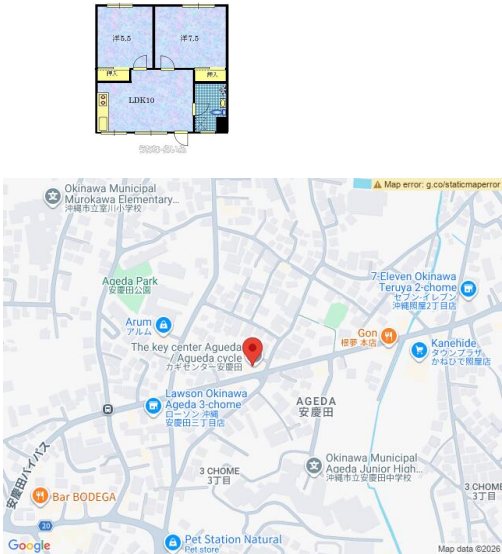 洋5.5
洋7.5
押入
押入
LDK10
Map error: g.co/staticmaperror
Okinawa Municipal
Murokawa Elementary...
沖縄市立室川小学校
7-Eleven Okinawa
Teruya 2-chome
セブン-イレブン
沖縄照屋2丁目店
Ageda Park
安慶田公園
Arum
アルム
Gon
根夢 本店
Kanehide
タウンプラザ
かねひで照屋店
The key center Agueda
/ Agueda cycle
カギセンター安慶田
Lawson Okinawa
Ageda 3-chome
ローソン 沖縄
安慶田三丁目店
AGEDA
安慶田
Okinawa Municipal
Ageda Junior High...
沖縄市立安慶田中学校
3 CHOME
3丁目
3 CHOME
3丁目
安慶田バイパス
Bar BODEGA
20
Pet Station Natural
Pet store
Google
Map data ©2026